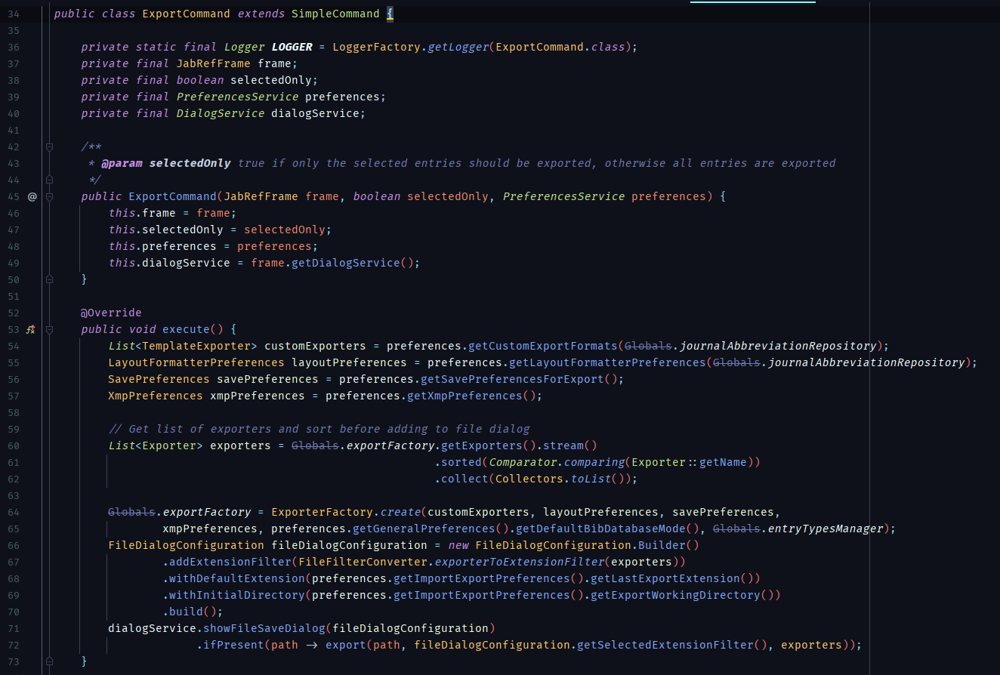 34 public class ExportCommand extends SimpleCommand {
35
36 private static final Logger LOGGER = LoggerFactory.getLogger(ExportCommand.class);
37 private final JabRefFrame frame;
38 private final boolean selectedOnly;
39 private final PreferencesService preferences;
40 private final DialogService dialogService;
41
42 /**
43 * @param selectedOnly true if only the selected entries should be exported, otherwise all entries are exported
44 */
45 @ public ExportCommand(JabRefFrame frame, boolean selectedOnly, PreferencesService preferences) {
46 this.frame = frame;
47 this.selectedOnly = selectedOnly;
48 this.preferences = preferences;
49 this.dialogService = frame.getDialogService();
50 }
51
52 @Override
53 public void execute() {
54 List<TemplateExporter> customExporters = preferences.getCustomExportFormats(Globals.journalAbbreviationRepository);
55 LayoutFormatterPreferences layoutPreferences = preferences.getLayoutFormatterPreferences(Globals.journalAbbreviationRepository);
56 SavePreferences savePreferences = preferences.getSavePreferencesForExport();
57 XmpPreferences xmpPreferences = preferences.getXmpPreferences();
58
59 // Get list of exporters and sort before adding to file dialog
60 List<Exporter> exporters = Globals.exportFactory.getExporters().stream()
61 .sorted(Comparator.comparing(Exporter::getName))
62 .collect(Collectors.toList());
63
64 Globals.exportFactory = ExporterFactory.create(customExporters, layoutPreferences, savePreferences,
65 xmpPreferences, preferences.getGeneralPreferences().getDefaultBibDatabaseMode(), Globals.entryTypesManager);
66 FileDialogConfiguration fileDialogConfiguration = new FileDialogConfiguration.Builder()
67 .addExtensionFilter(FileFilterConverter.exporterToExtensionFilter(exporters))
68 .withDefaultExtension(preferences.getImportExportPreferences().getLastExportExtension())
69 .withInitialDirectory(preferences.getImportExportPreferences().getExportWorkingDirectory())
70 .build();
71 dialogService.showFileSaveDialog(fileDialogConfiguration)
72 .ifPresent(path -> export(path, fileDialogConfiguration.getSelectedExtensionFilter(), exporters));
73 }